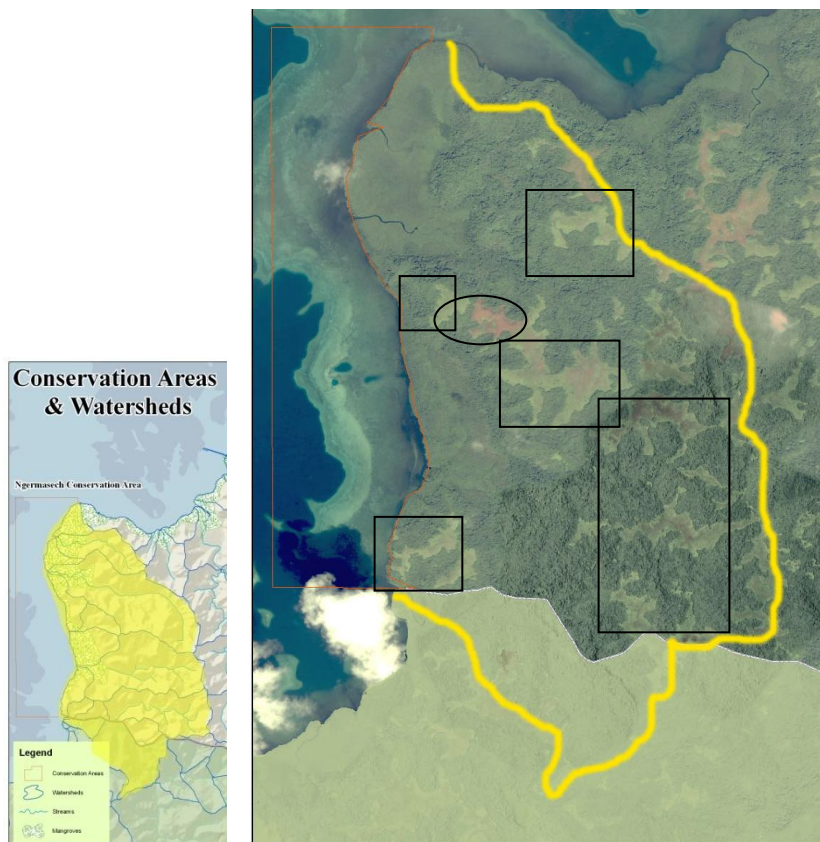 Conservation Areas
& Watersheds
Ngermasech Conservation Area
Legend
Conservation Areas
Watersheds
Streams
Mangroves